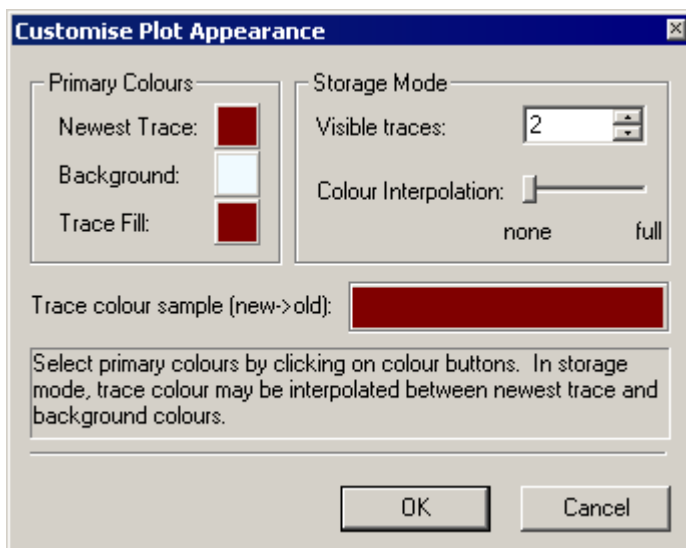 Customise Plot Appearance
Primary Colours
Newest Trace:
Background:
Trace Fill:
Storage Mode
Visible traces:
2
Colour Interpolation:
none
full
Trace colour sample (new->old):
Select primary colours by clicking on colour buttons.  In storage
mode, trace colour may be interpolated between newest trace and
background colours.
OK
Cancel